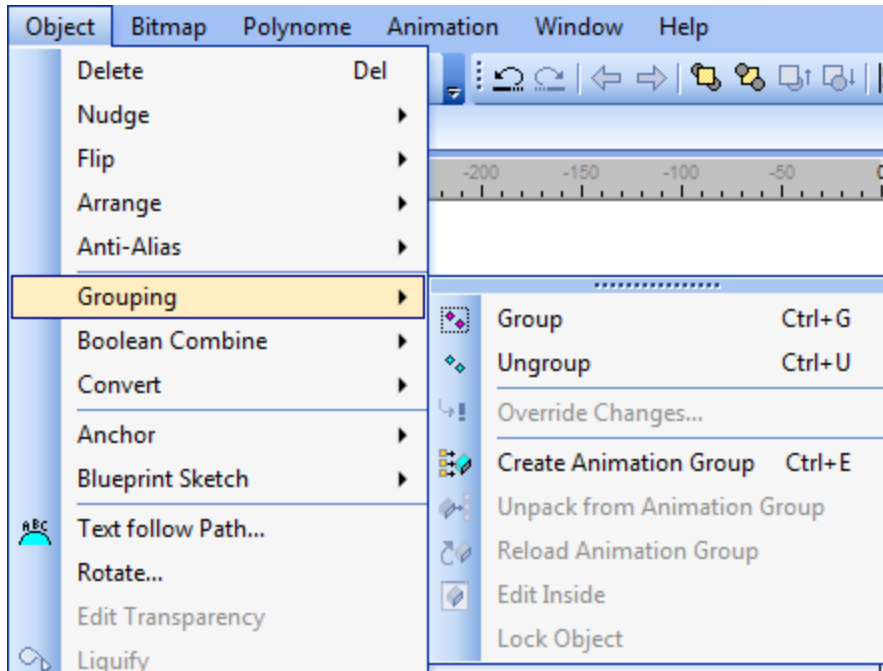 Object Bitmap Polynome Animation Window Help
Delete Del
Nudge
Flip
Arrange
Anti-Alias
Grouping
Boolean Combine
Convert
Anchor
Blueprint Sketch
ABC Text follow Path...
Rotate...
Edit Transparency
Liquify
-200 -150 -100 -50 0
Group Ctrl+G
Ungroup Ctrl+U
Override Changes...
Create Animation Group Ctrl+E
Unpack from Animation Group
Reload Animation Group
Edit Inside
Lock Object